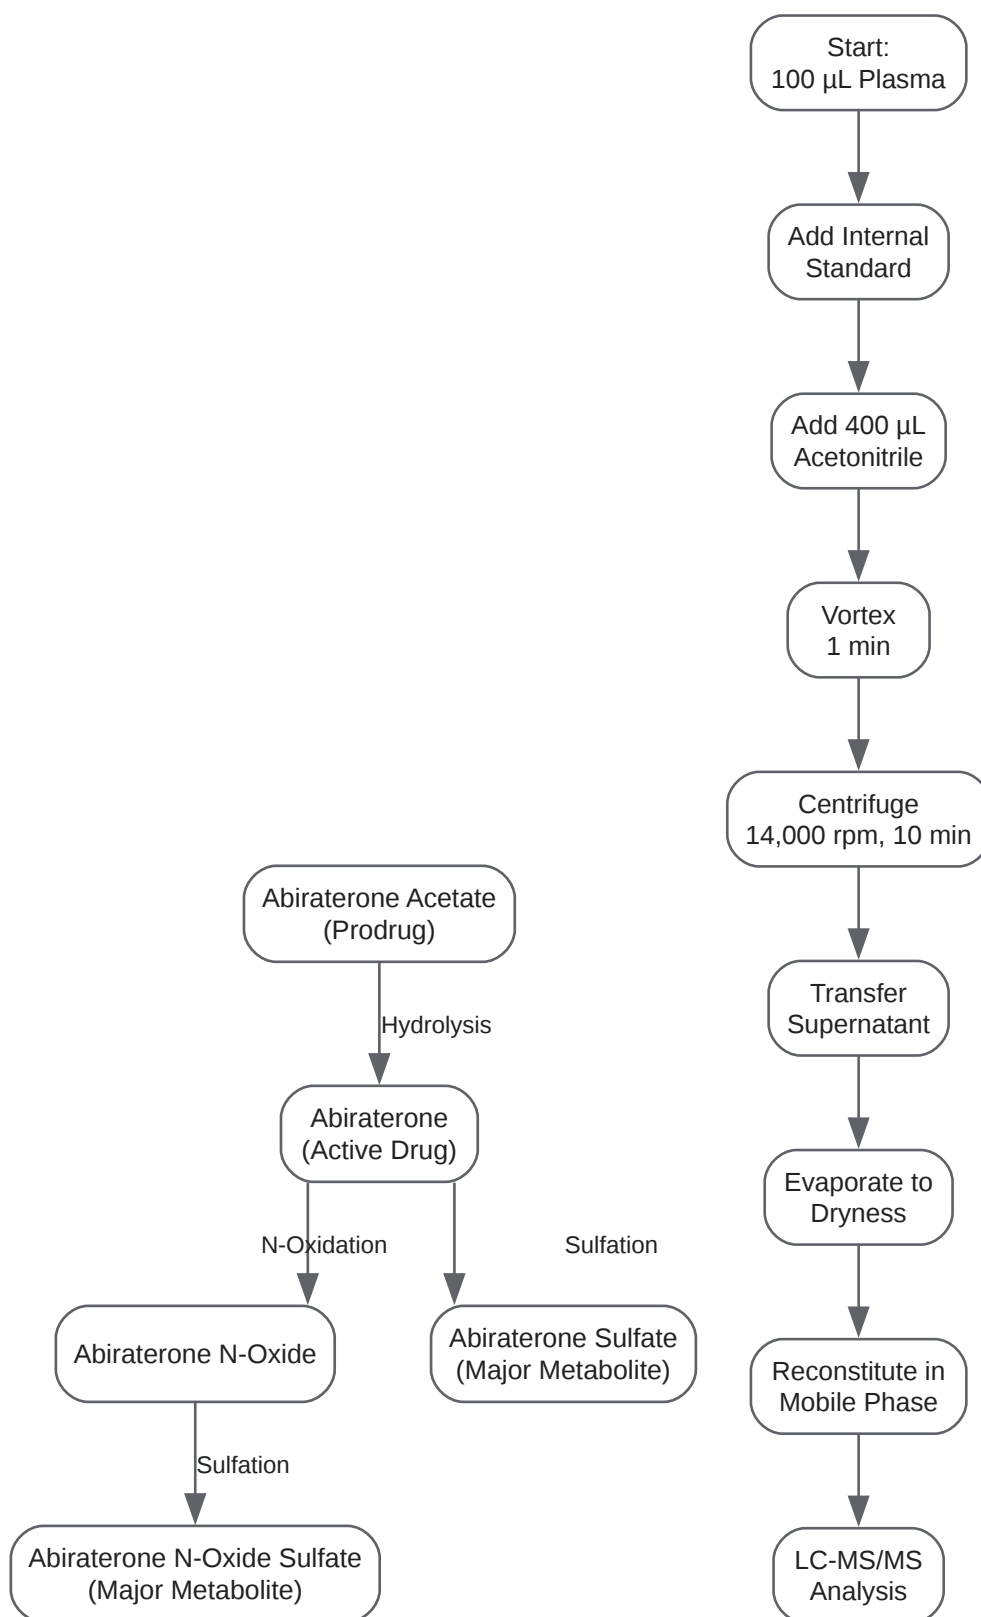 Start:
100 µL Plasma
Add Internal
Standard
Add 400 µL
Acetonitrile
Vortex
1 min
Centrifuge
14,000 rpm, 10 min
Transfer
Supernatant
Evaporate to
Dryness
Reconstitute in
Mobile Phase
LC-MS/MS
Analysis
Abiraterone Acetate
(Prodrug)
Hydrolysis
Abiraterone
(Active Drug)
N-Oxidation
Sulfation
Abiraterone N-Oxide
Abiraterone Sulfate
(Major Metabolite)
Sulfation
Abiraterone N-Oxide Sulfate
(Major Metabolite)